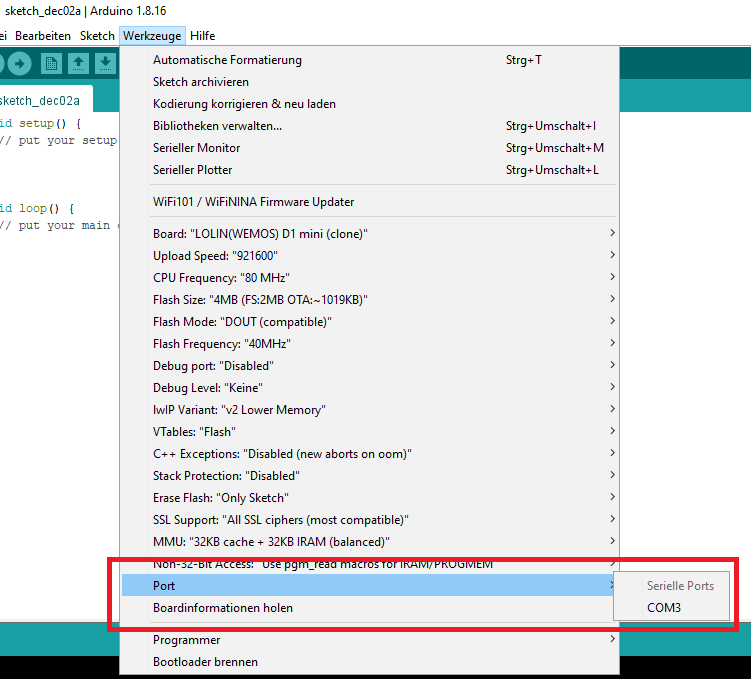 sketch_dec02a | Arduino 1.8.16
ei Bearbeiten Sketch Werkzeuge Hilfe
sketch_dec02a
id setup() {
// put your setup
id loop() {
// put your main
Automatische Formatierung Strg+T
Sketch archivieren
Kodierung korrigieren & neu laden
Bibliotheken verwalten... Strg+Umschalt+I
Serieller Monitor Strg+Umschalt+M
Serieller Plotter Strg+Umschalt+L
WiFi101 / WiFiNINA Firmware Updater
Board: "LOLIN(WEMOS) D1 mini (clone)"
Upload Speed: "921600"
CPU Frequency: "80 MHz"
Flash Size: "4MB (FS:2MB OTA:~1019KB)"
Flash Mode: "DOUT (compatible)"
Flash Frequency: "40MHz"
Debug port: "Disabled"
Debug Level: "Keine"
lwIP Variant: "v2 Lower Memory"
VTables: "Flash"
C++ Exceptions: "Disabled (new aborts on oom)"
Stack Protection: "Disabled"
Erase Flash: "Only Sketch"
SSL Support: "All SSL ciphers (most compatible)"
MMU: "32KB cache + 32KB IRAM (balanced)"
Non-32-Bit Access: "Use pgm_read macros for IRAM/PROGMEM"
Port
Serielle Ports
COM3
Boardinformationen holen
Programmer
Bootloader brennen